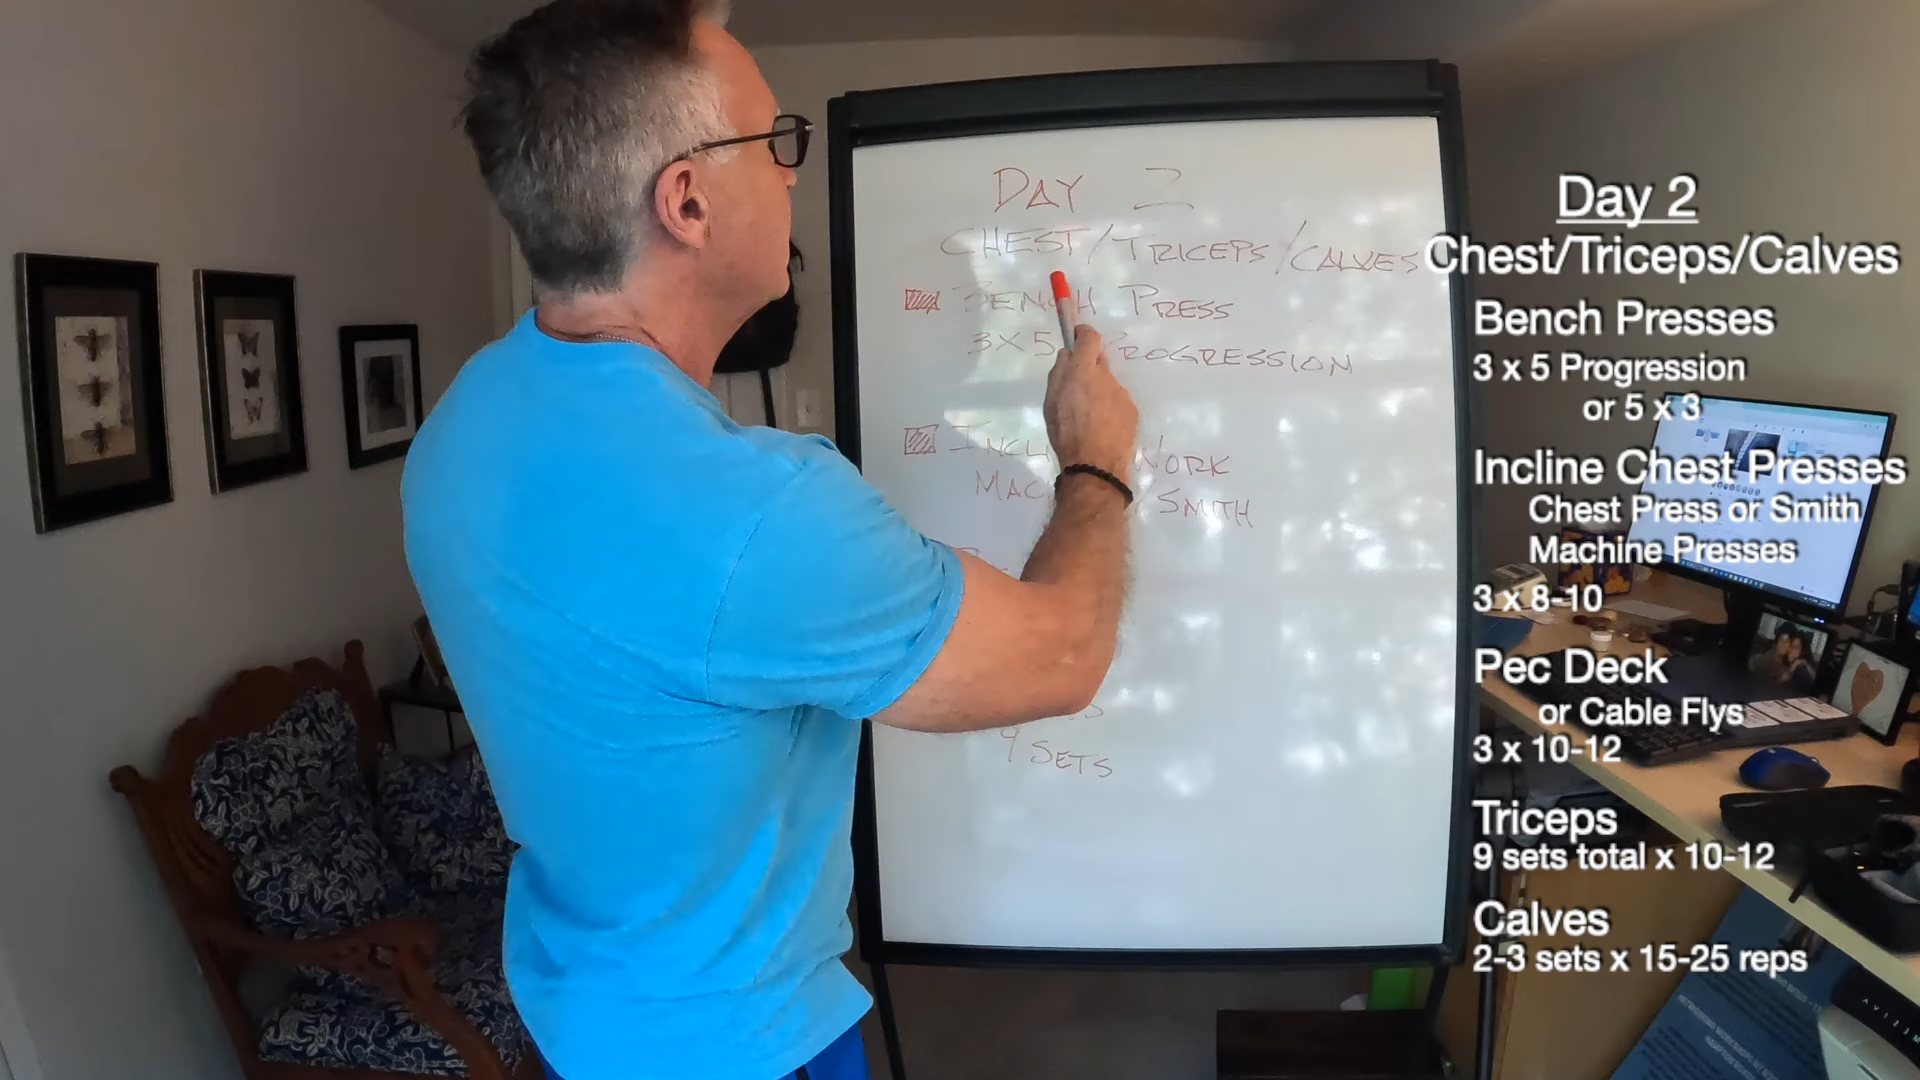 DAY 2
CHEST/TRICEPS/CALVES
BENCH PRESS
3X5 PROGRESSION
WORK
SMITH
9 SETS
Day 2
Chest/Triceps/Calves
Bench Presses
3 x 5 Progression
or 5 x 3
Incline Chest Presses
Chest Press or Smith
Machine Presses
3 x 8-10
Pec Deck
or Cable Flys
3 x 10-12
Triceps
9 sets total x 10-12
Calves
2-3 sets x 15-25 reps